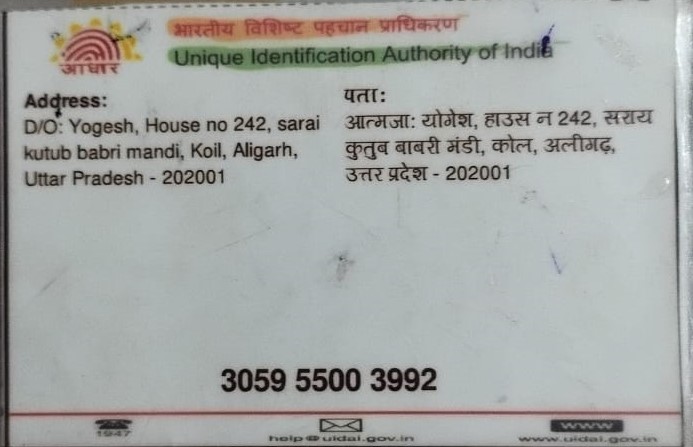 भारतीय विशिष्ट पहचान प्राधिकरण
Unique Identification Authority of India
आधार
Address:
D/O: Yogesh, House no 242, sarai
kutub babri mandi, Koil, Aligarh,
Uttar Pradesh - 202001
पता:
आत्मजा: योगेश, हाउस न 242, सराय
कुतुब बाबरी मंडी, कोल, अलीगढ़,
उत्तर प्रदेश - 202001
3059 5500 3992
1947
help@uidai.gov.in
WWW
www.uidai.gov.in